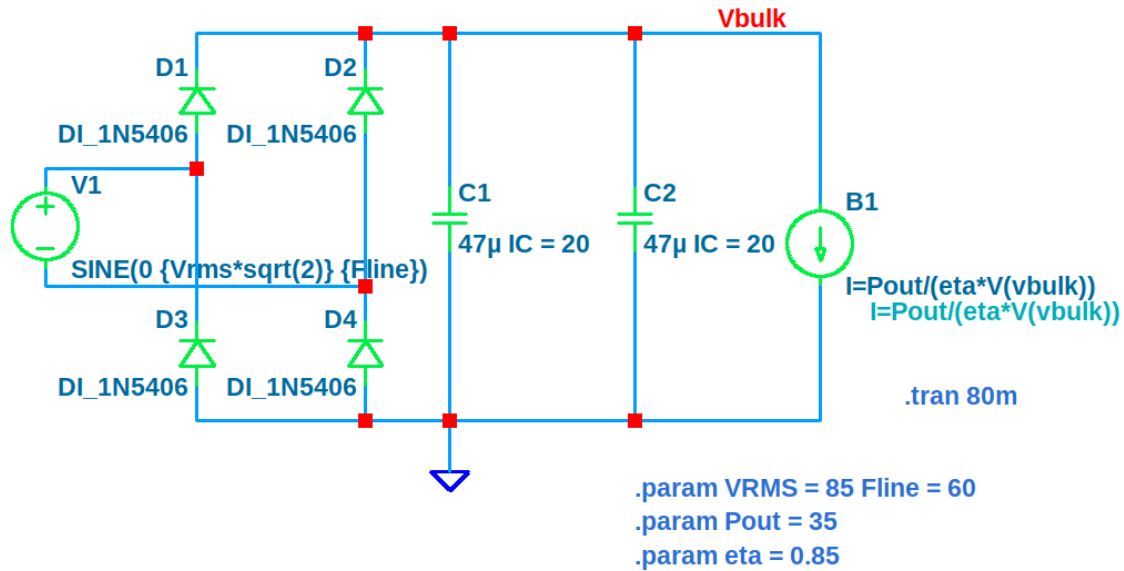 Vbulk
D1
D2
DI_1N5406
DI_1N5406
V1
C1
C2
B1
47µ IC = 20
47µ IC = 20
SINE(0 {Vrms*sqrt(2)} {Fline})
I=Pout/(eta*V(vbulk))
I=Pout/(eta*V(vbulk))
D3
D4
DI_1N5406
DI_1N5406
.tran 80m
.param VRMS = 85 Fline = 60
.param Pout = 35
.param eta = 0.85